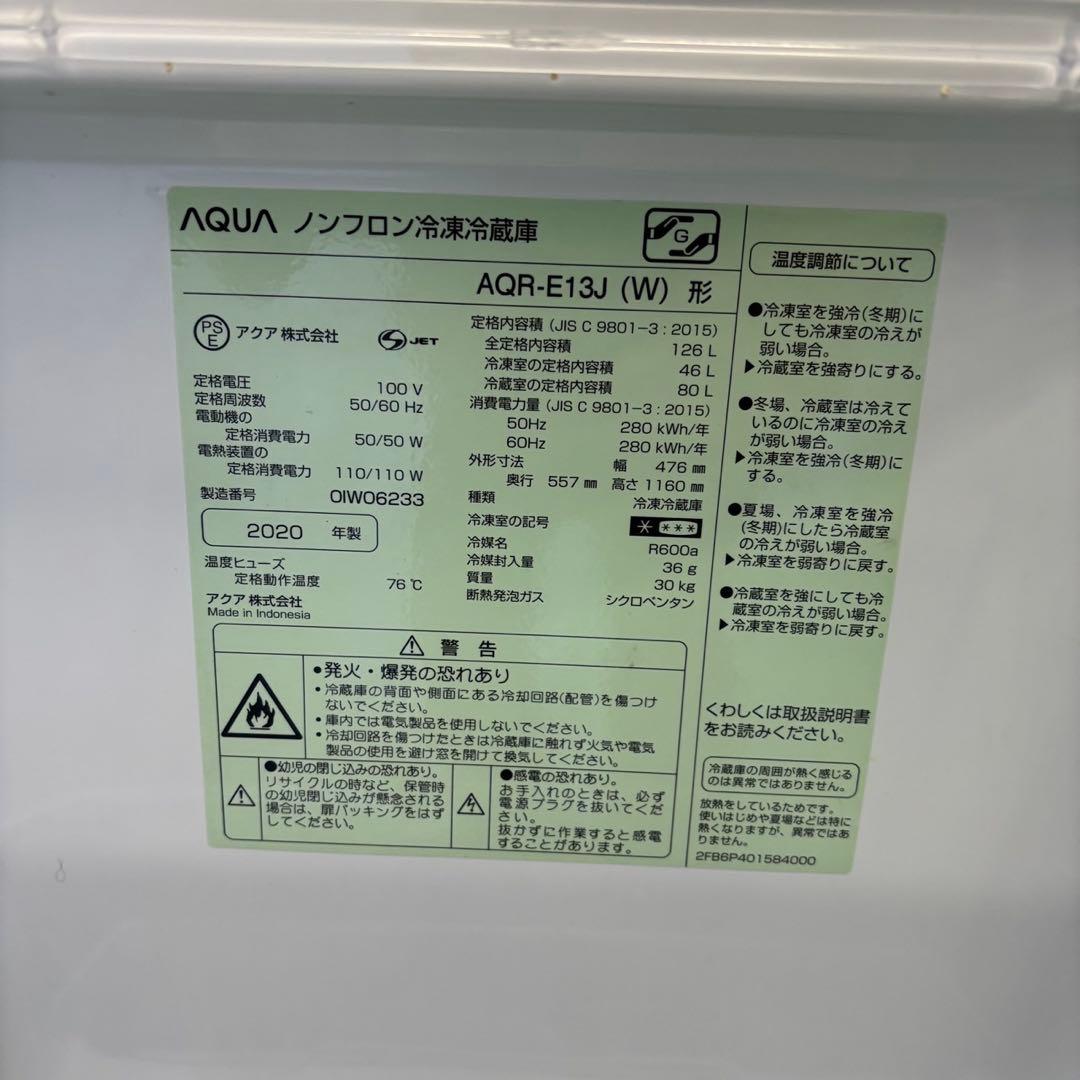 AQUA ノンフロン冷凍冷蔵庫
G
AQR-E13J (W) 形
PS
E
アクア 株式会社
S JET
定格電圧 100 V
定格周波数 50/60 Hz
電動機の
定格消費電力 50/50 W
電熱装置の
定格消費電力 110/110 W
製造番号 OIW06233
2020 年製
温度ヒューズ
定格動作温度 76 ℃
アクア 株式会社
Made in Indonesia
定格内容積 (JIS C 9801-3 : 2015)
全定格内容積 126 L
冷凍室の定格内容積 46 L
冷蔵室の定格内容積 80 L
消費電力量 (JIS C 9801-3 : 2015)
50Hz 280 kWh/年
60Hz 280 kWh/年
外形寸法 幅 476 ㎜
奥行 557 ㎜ 高さ 1160 ㎜
種類 冷凍冷蔵庫
冷凍室の記号 * ***
冷媒名 R600a
冷媒封入量 36 g
質量 30 kg
断熱発泡ガス シクロペンタン
⚠ 警 告
●発火・爆発の恐れあり
・冷蔵庫の背面や側面にある冷却回路(配管)を傷つけ
ないでください。
・庫内では電気製品を使用しないでください。
・冷却回路を傷つけたときは冷蔵庫に触れず火気や電気
製品の使用を避け窓を開けて換気してください。
●幼児の閉じ込みの恐れあり。
リサイクルの時など、保管時
の幼児閉じ込みが懸念される
場合は、扉パッキングをはず
してください。
●感電の恐れあり。
お手入れのときは、必ず
電源プラグを抜いてくだ
さい。
抜かずに作業すると感電
することがあります。
温度調節について
●冷凍室を強冷(冬期)に
しても冷凍室の冷えが
弱い場合。
▶冷蔵室を強寄りにする。
●冬場、冷蔵室は冷えて
いるのに冷凍室の冷え
が弱い場合。
▶冷凍室を強冷(冬期)に
する。
●夏場、冷凍室を強冷
(冬期)にしたら冷蔵室
の冷えが弱い場合。
▶冷凍室を弱寄りに戻す。
●冷蔵室を強にしても冷
蔵室の冷えが弱い場合。
▶冷凍室を弱寄りに戻す。
くわしくは取扱説明書
をお読みください。
冷蔵庫の周囲が熱く感じる
のは異常ではありません。
放熱をしているためです。
使いはじめや夏場などは特に
熱くなりますが、異常ではあ
りません。
2FB6P401584000